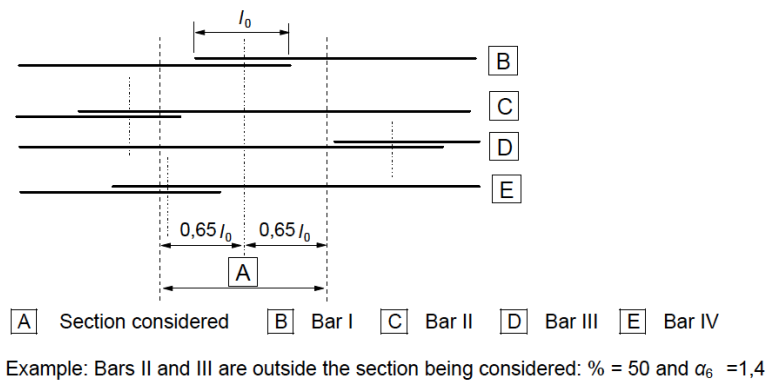 l₀
B
C
D
E
0,65 l₀ 0,65 l₀
A
A Section considered B Bar I C Bar II D Bar III E Bar IV
Example: Bars II and III are outside the section being considered: % = 50 and α₆ =1,4